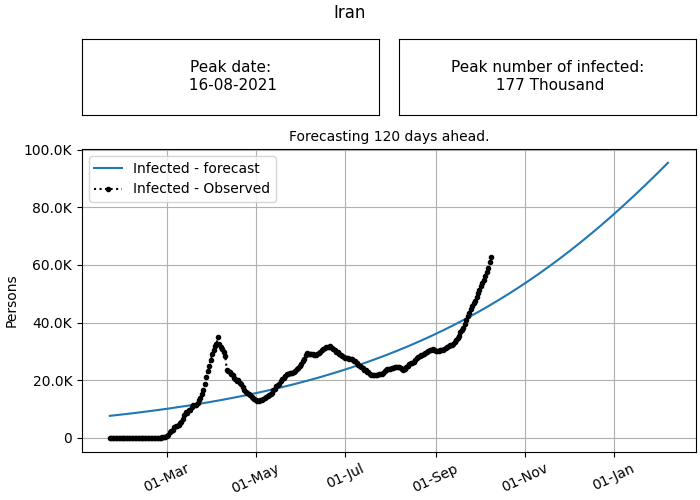 Iran
Peak date:
16-08-2021
Peak number of infected:
177 Thousand
Forecasting 120 days ahead.
100.0K
80.0K
60.0K
40.0K
20.0K
0
Persons
Infected - forecast
Infected - Observed
01-Mar
01-May
01-Jul
01-Sep
01-Nov
01-Jan